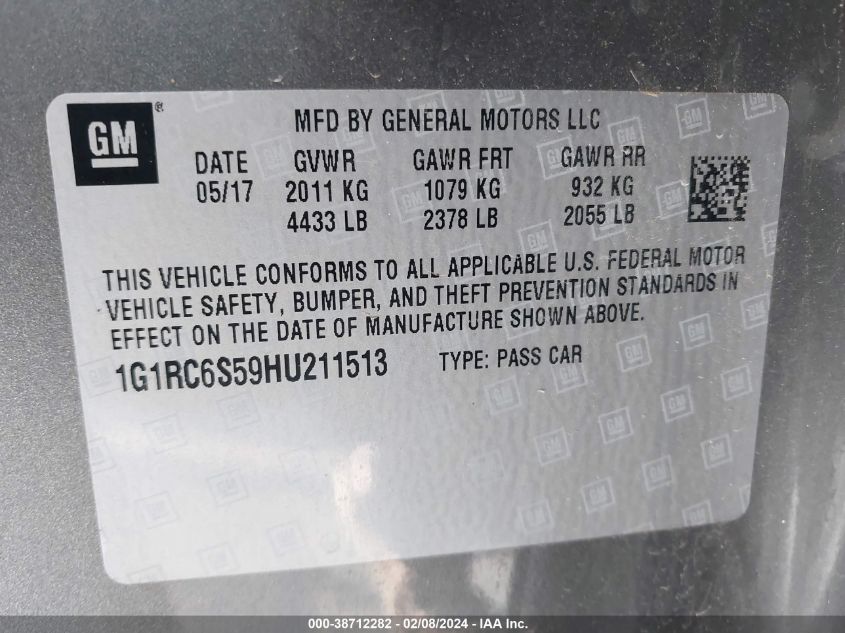 GM ®
MFD BY GENERAL MOTORS LLC
DATE GVWR GAWR FRT GAWR RR
05/17 2011 KG 1079 KG 932 KG
4433 LB 2378 LB 2055 LB
THIS VEHICLE CONFORMS TO ALL APPLICABLE U.S. FEDERAL MOTOR
VEHICLE SAFETY, BUMPER, AND THEFT PREVENTION STANDARDS IN
EFFECT ON THE DATE OF MANUFACTURE SHOWN ABOVE.
1G1RC6S59HU211513 TYPE: PASS CAR
000-38712282 - 02/08/2024 - IAA Inc.